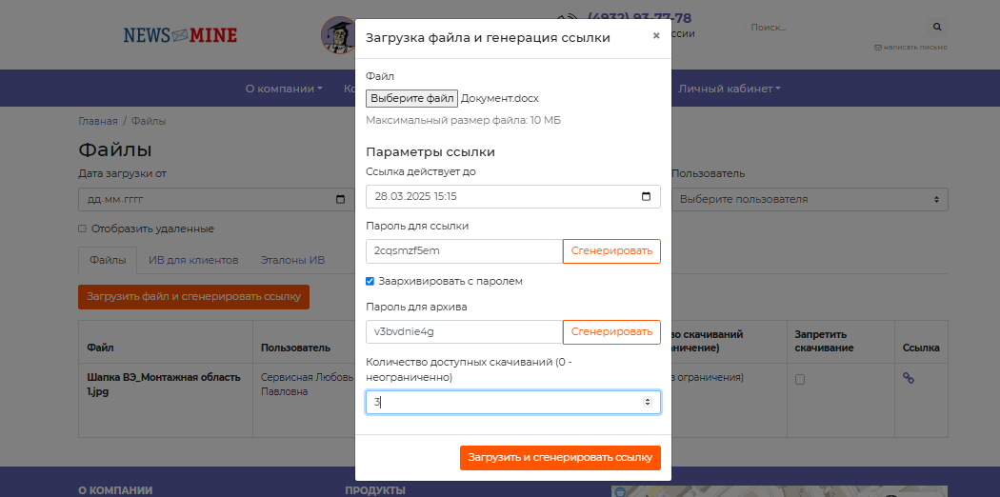 NEWS MINE
(4932) 93-77-78
ссии
Поиск...
написать письмо
О компании
Ко
Личный кабинет
Главная / Файлы
Файлы
Дата загрузки от
дд.мм.гггг
Пользователь
Выберите пользователя
Отобразить удаленные
Файлы
ИВ для клиентов
Эталоны ИВ
Загрузить файл и сгенерировать ссылку
Загрузка файла и генерация ссылки
×
Файл
Выберите файл Документ.docx
Максимальный размер файла: 10 МБ
Параметры ссылки
Ссылка действует до
28.03.2025 15:15
Пароль для ссылки
2cqsmzf5em
Сгенерировать
Заархивировать с паролем
Пароль для архива
v3bvdnie4g
Сгенерировать
Количество доступных скачиваний (0 -
неограниченно)
3
Загрузить и сгенерировать ссылку
Файл
Пользователь
во скачиваний
аничение)
Запретить
скачивание
Ссылка
Шапка ВЭ_Монтажная область
1.jpg
Сервисная Любовь
Павловна
з ограничения)
О КОМПАНИИ
ПРОДУКТЫ